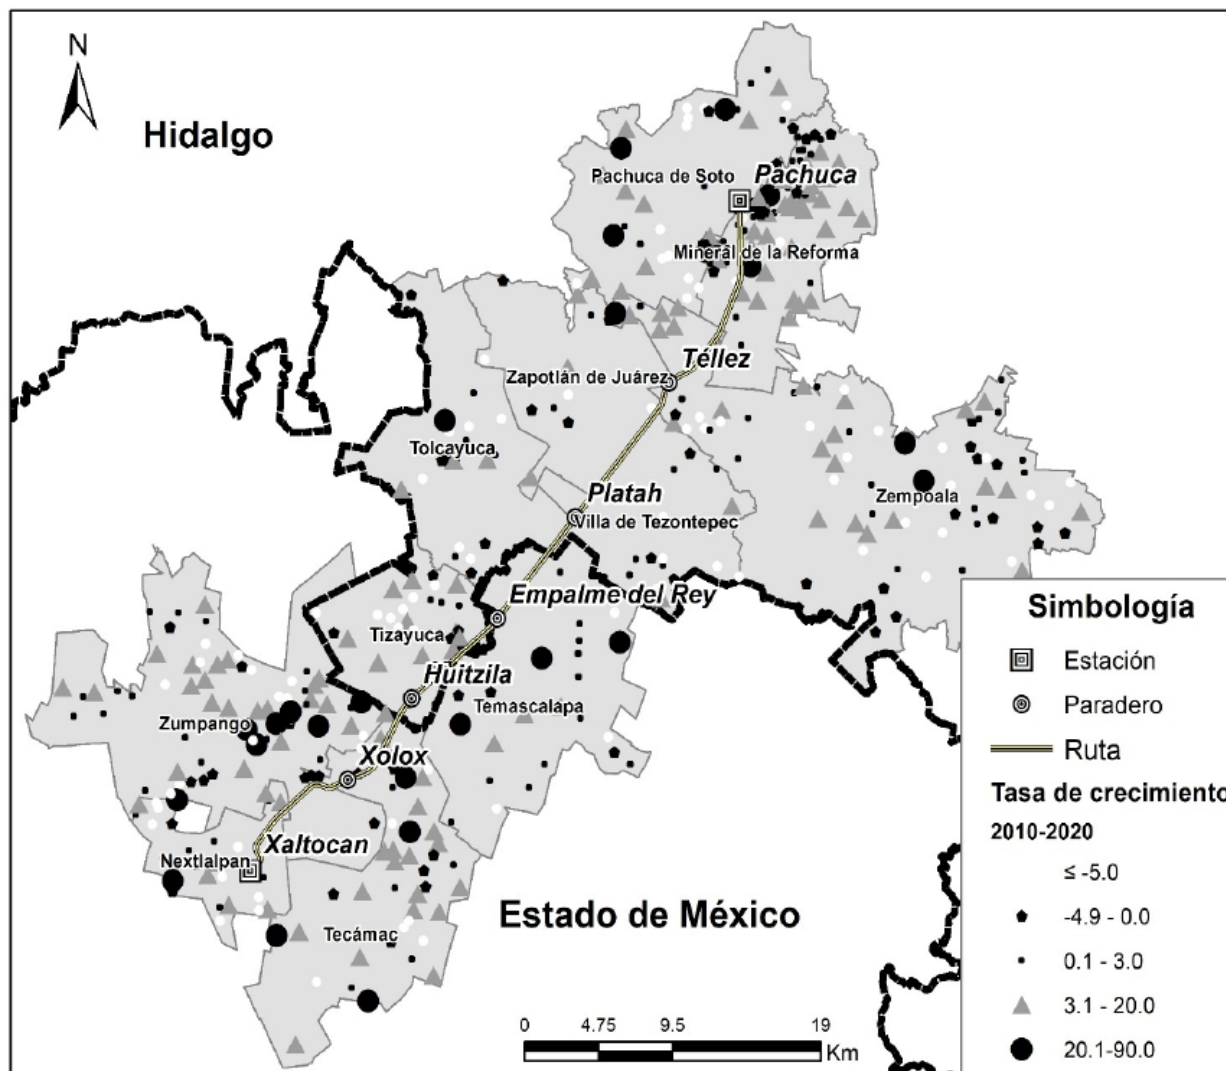 N
Hidalgo
Pachuca de Soto
Pachuca
Mineral de la Reforma
Téllez
Zapotlán de Juárez
Tolcayuca
Platah
Zempoala
Villa de Tezontepec
Empalme del Rey
Tizayuca
Huitzila
Temascalapa
Zumpango
Xolox
Xaltocan
Nextlalpan
Estado de México
Tecámac
0 4.75 9.5 19
Km
Simbología
Estación
Paradero
Ruta
Tasa de crecimiento
2010-2020
≤ -5.0
-4.9 - 0.0
0.1 - 3.0
3.1 - 20.0
20.1-90.0